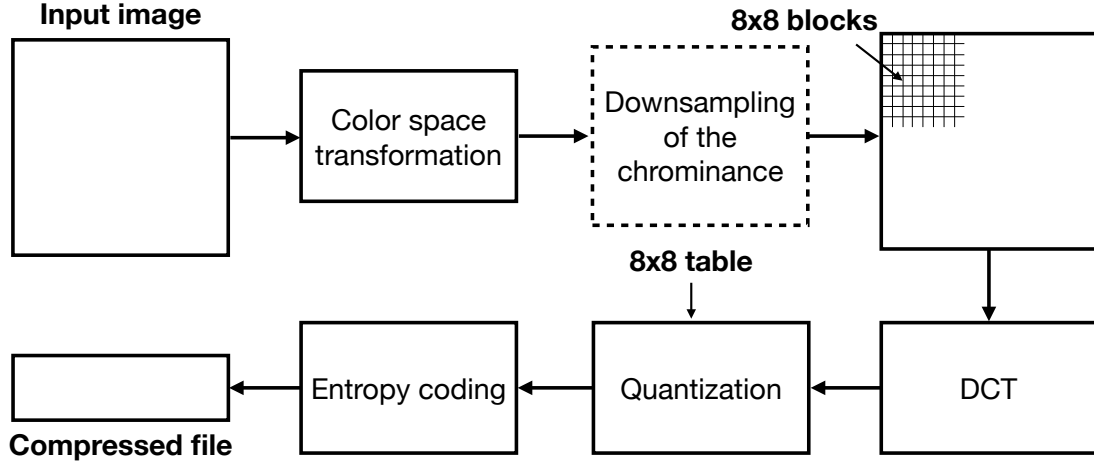 Input image
8x8 blocks
Color space
transformation
Downsampling
of the
chrominance
8x8 table
Entropy coding
Quantization
DCT
Compressed file